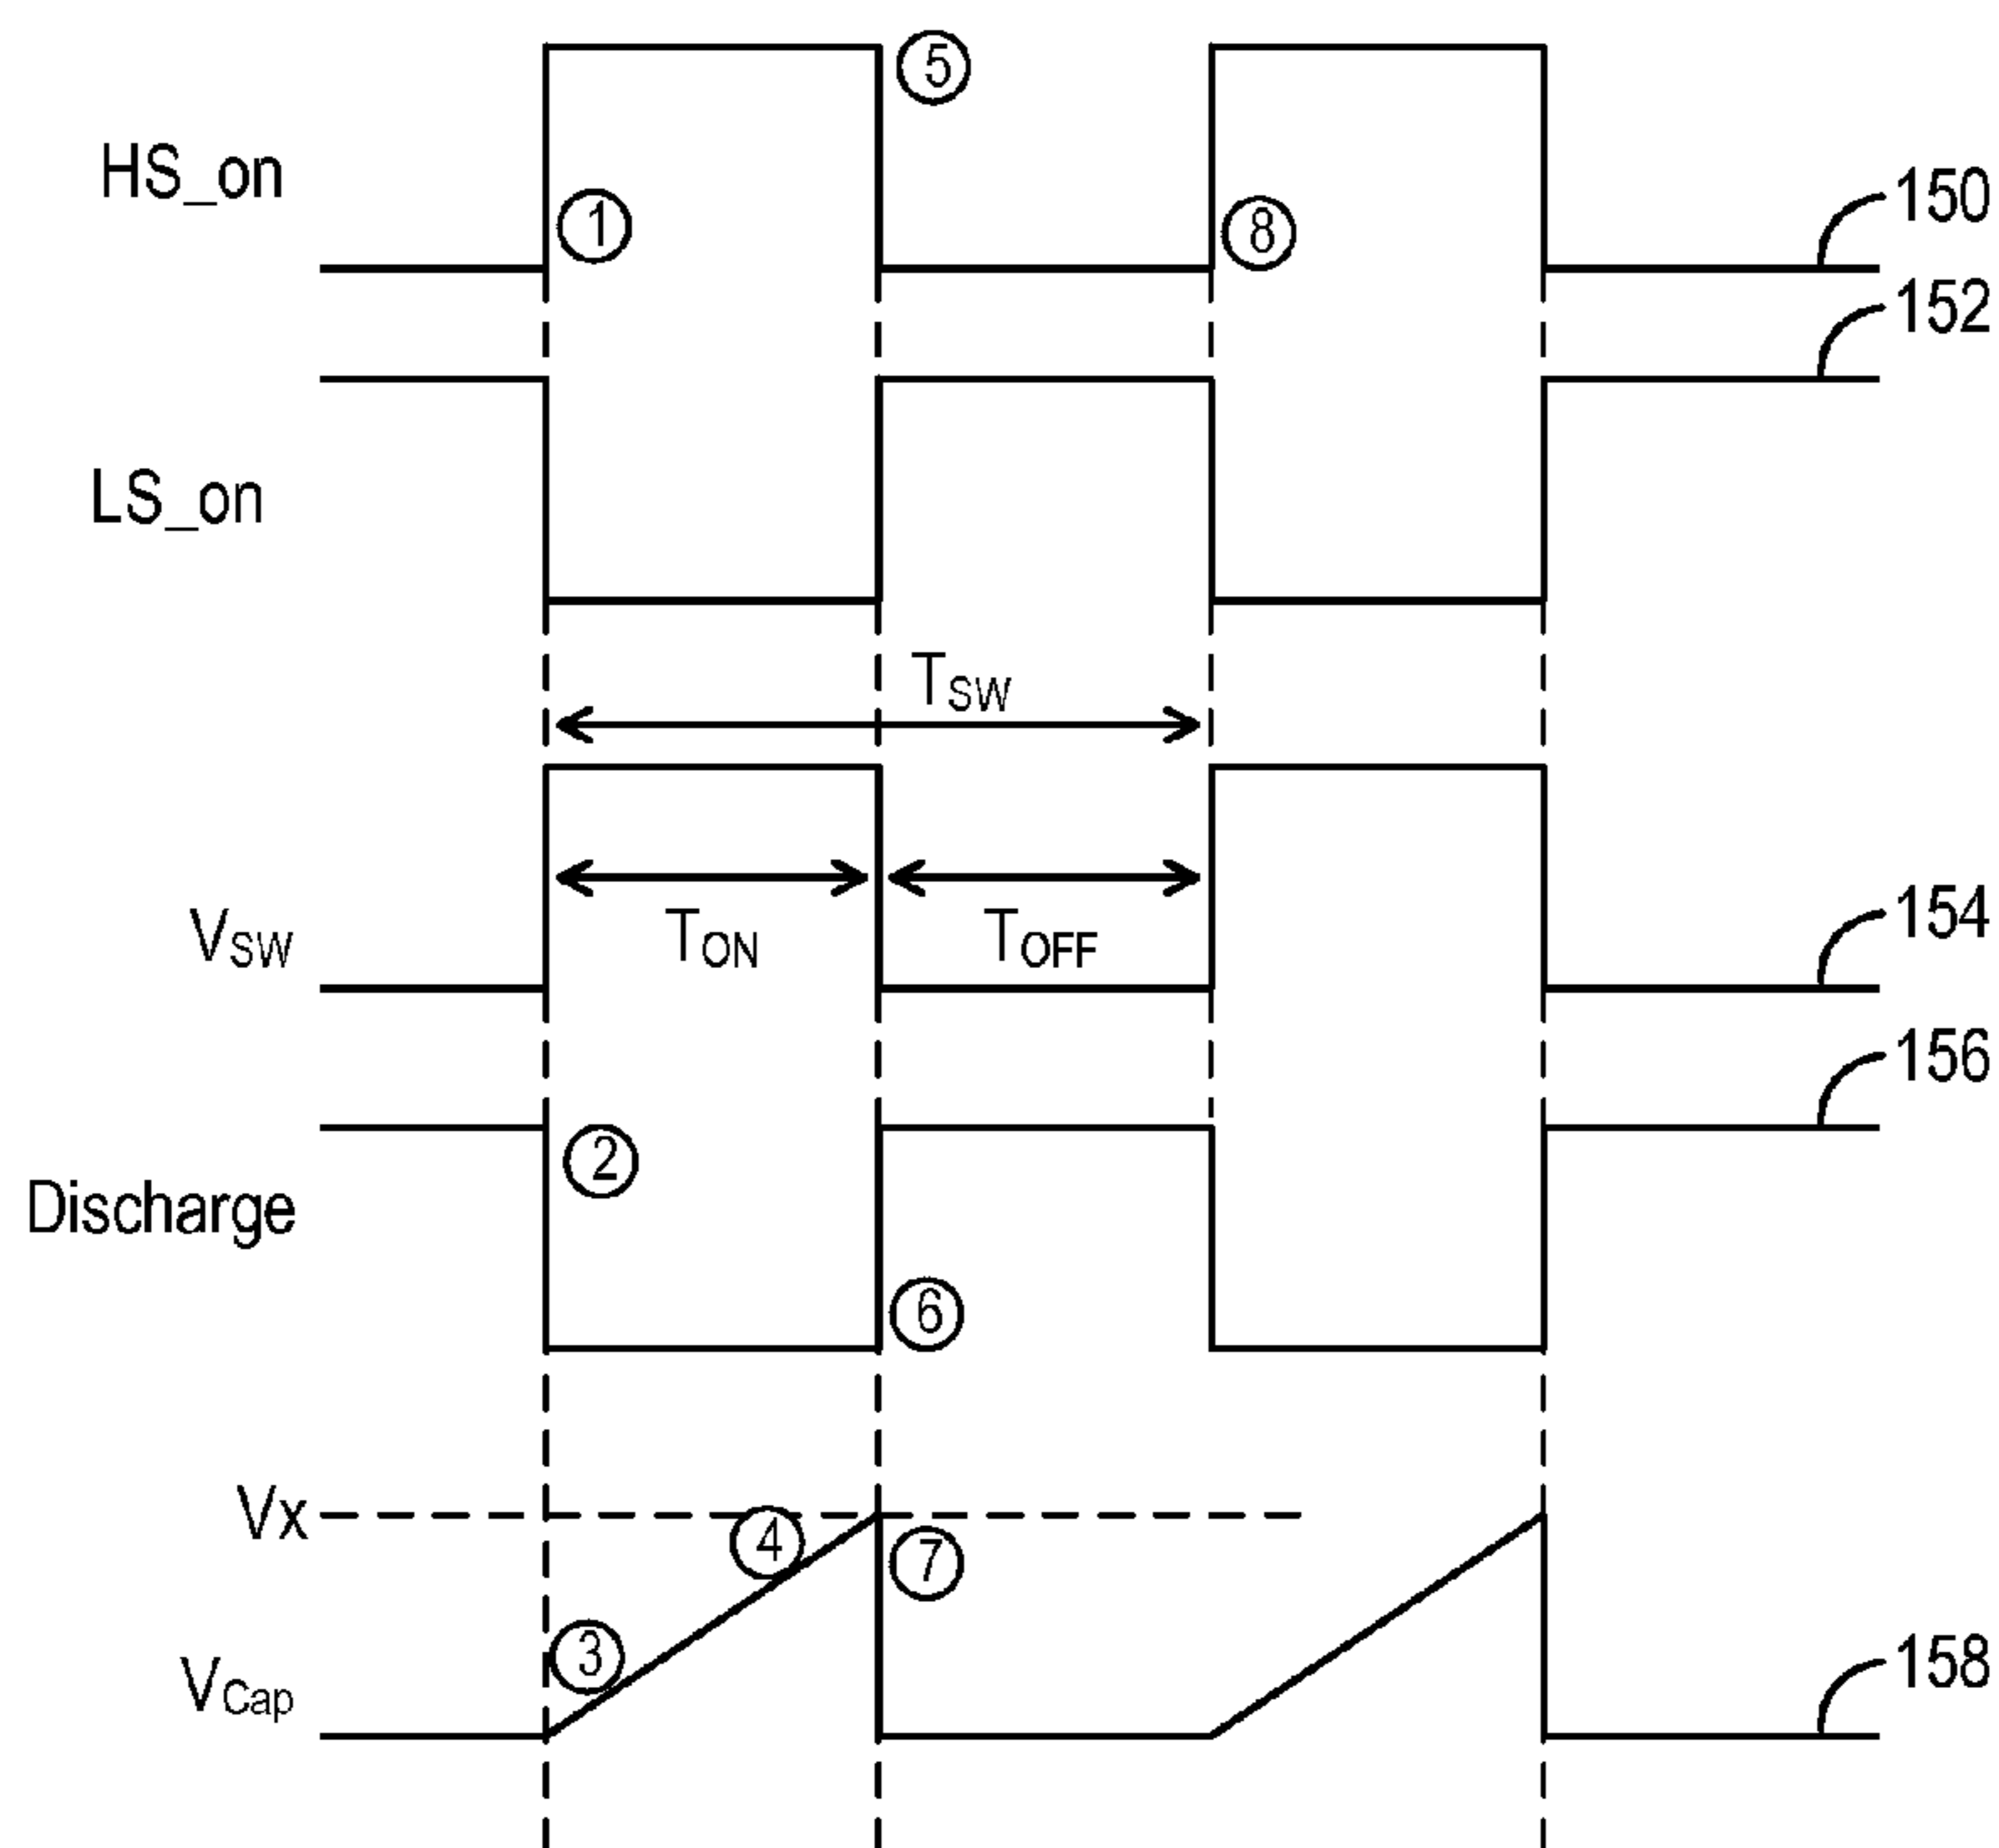 5
HS_on
1
8
150
152
LS_on
TSW
VSW
TON
TOFF
154
156
2
Discharge
6
Vx
4
7
3
VCap
158